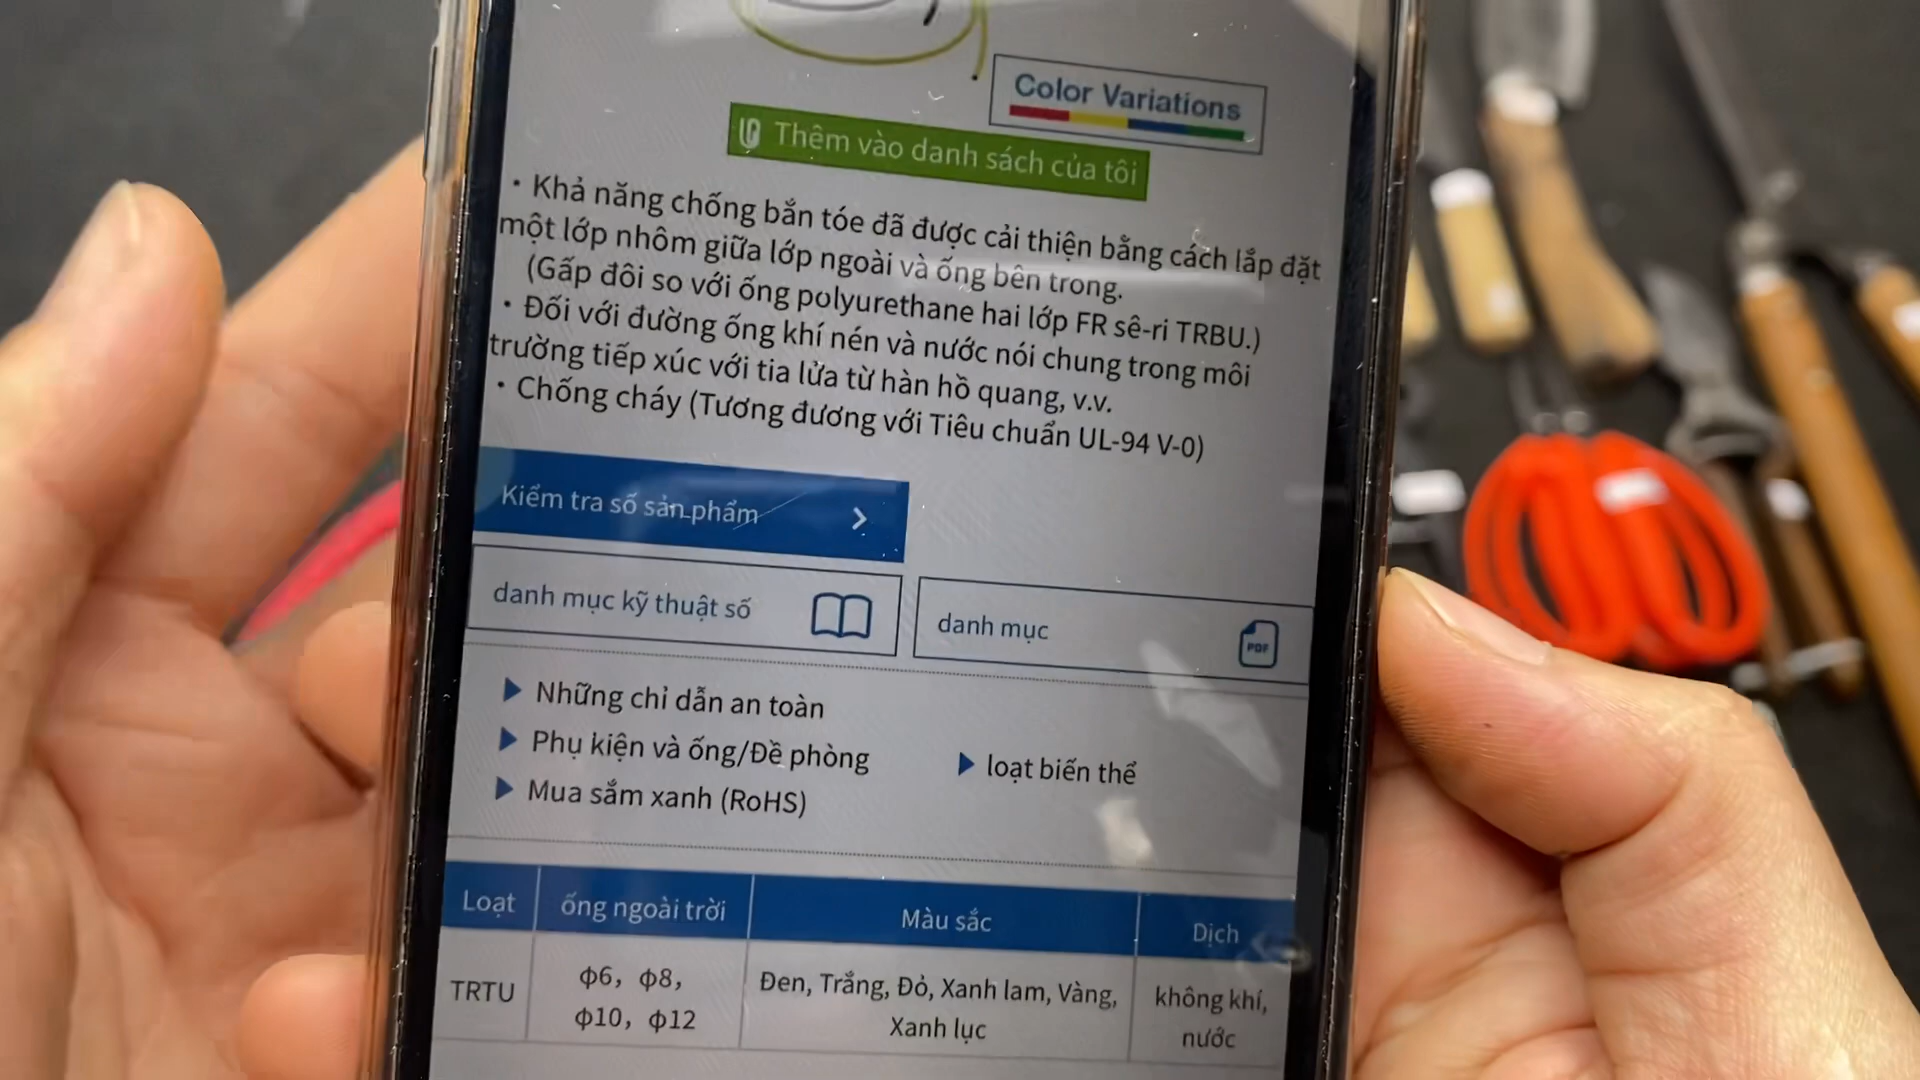 Color Variations
Thêm vào danh sách của tôi
・Khả năng chống bắn tóe đã được cải thiện bằng cách lắp đặt
một lớp nhôm giữa lớp ngoài và ống bên trong.
(Gấp đôi so với ống polyurethane hai lớp FR sê-ri TRBU.)
・Đối với đường ống khí nén và nước nói chung trong môi
trường tiếp xúc với tia lửa từ hàn hồ quang, v.v.
・Chống cháy (Tương đương với Tiêu chuẩn UL-94 V-0)
Kiểm tra số sản phẩm
danh mục kỹ thuật số
danh mục
PDF
Những chỉ dẫn an toàn
Phụ kiện và ống/Đề phòng
loạt biến thể
Mua sắm xanh (RoHS)
Loạt ống ngoài trời Màu sắc Dịch
TRTU
ϕ6, ϕ8,
ϕ10, ϕ12
Đen, Trắng, Đỏ, Xanh lam, Vàng,
Xanh lục
không khí,
nước